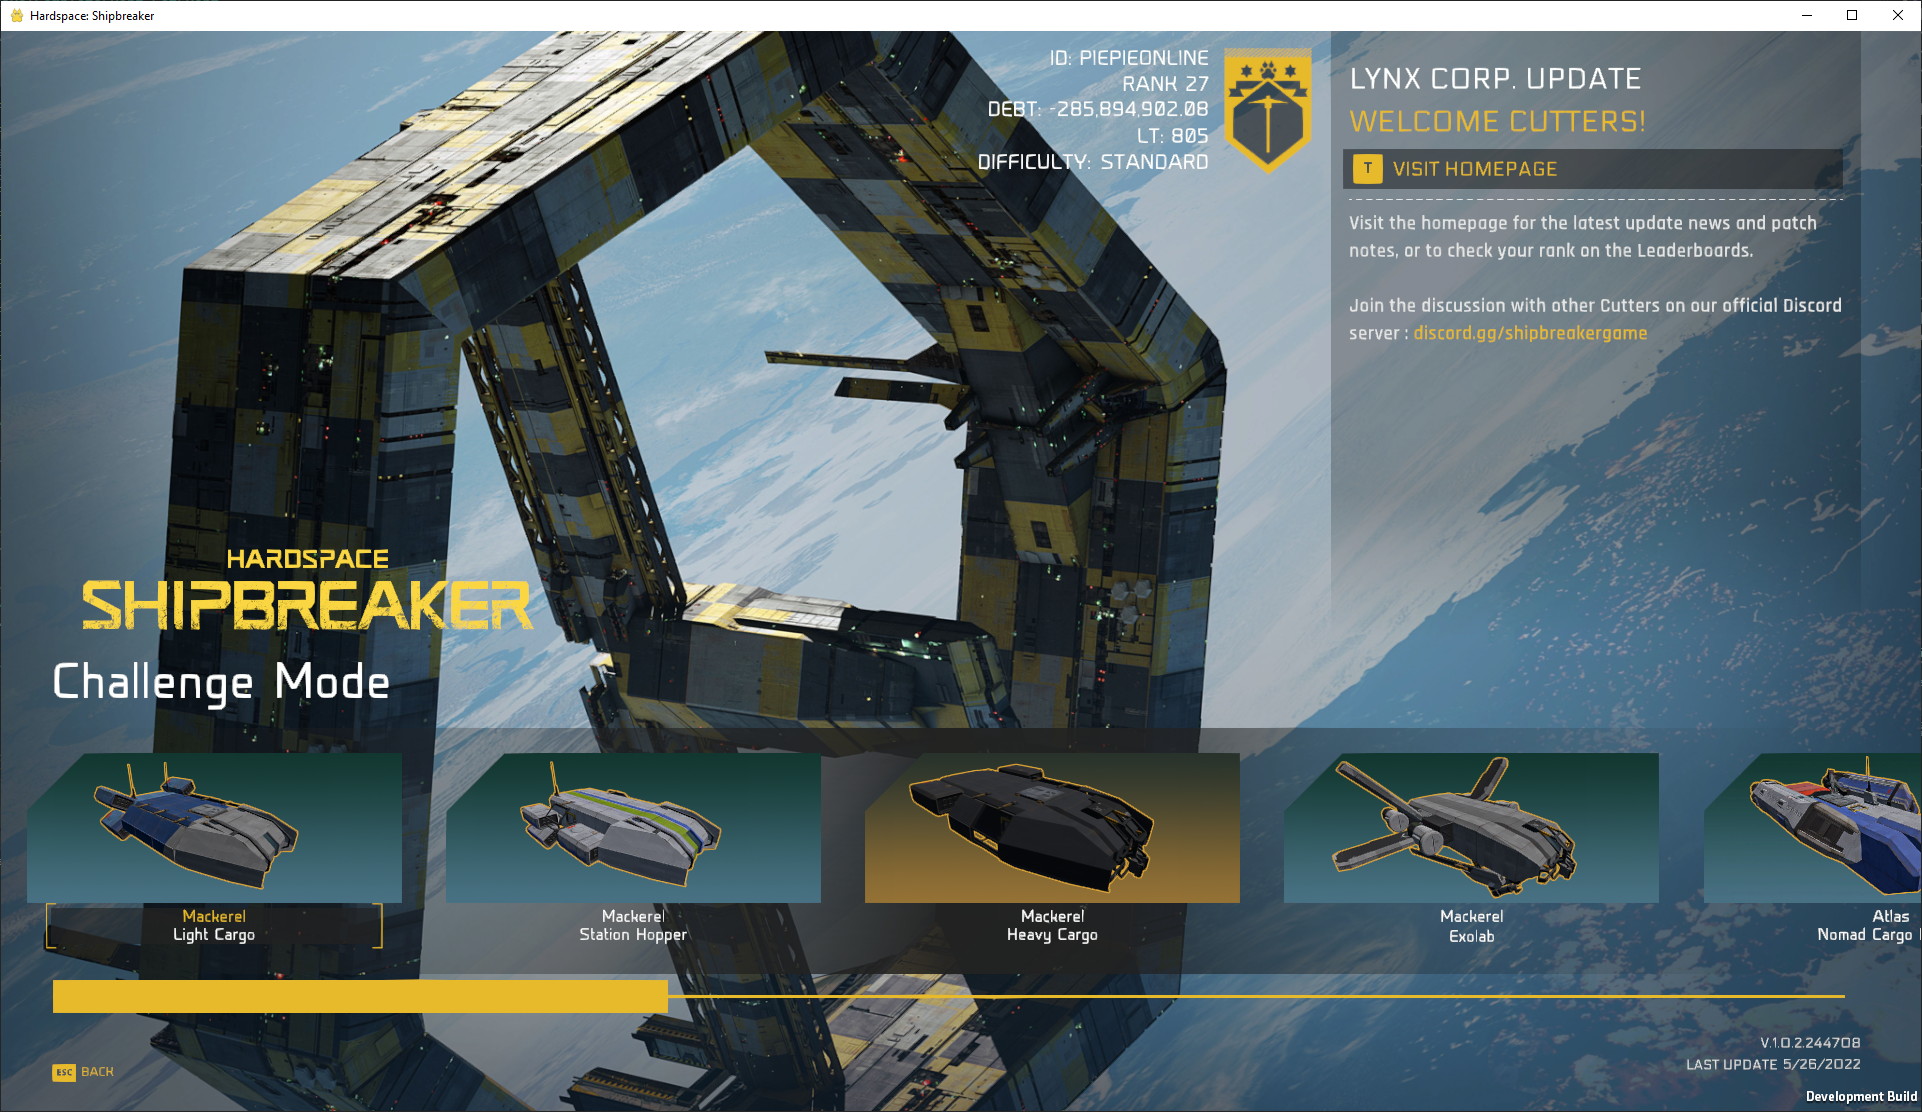 Hardspace: Shipbreaker
ID: PIEPIEONLINE
RANK 27
DEBT: -285,894,902.08
LT: 805
DIFFICULTY: STANDARD
LYNX CORP. UPDATE
WELCOME CUTTERS!
T VISIT HOMEPAGE
Visit the homepage for the latest update news and patch
notes, or to check your rank on the Leaderboards.
Join the discussion with other Cutters on our official Discord
server : discord.gg/shipbreakergame
HARDSPACE
SHIPBREAKER
Challenge Mode
Mackerel
Light Cargo
Mackerel
Station Hopper
Mackerel
Heavy Cargo
Mackerel
Exolab
Atlas
Nomad Cargo
ESC BACK
V.1.0.2.244708
LAST UPDATE 5/26/2022
Development Build